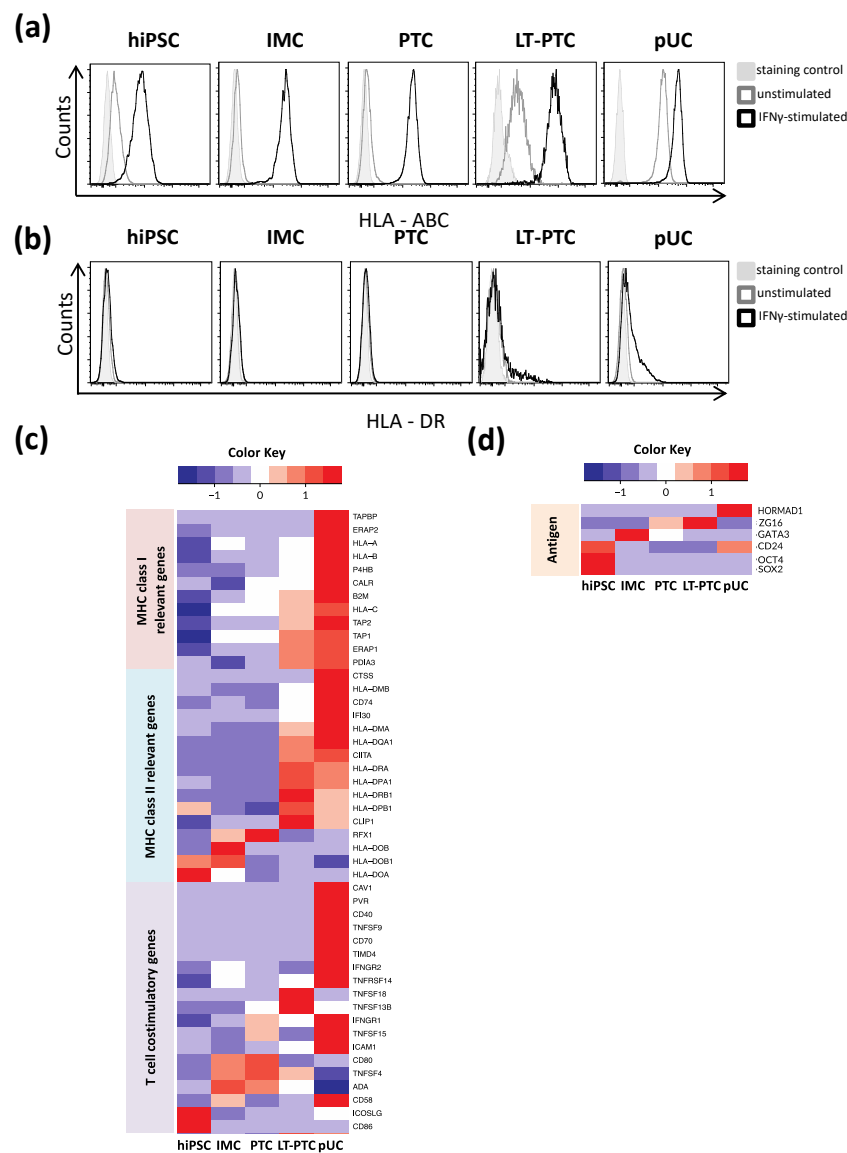 (a)
hiPSC IMC PTC LT-PTC pUC
Counts
staining control
unstimulated
IFNγ-stimulated
HLA - ABC
(b)
hiPSC IMC PTC LT-PTC pUC
Counts
staining control
unstimulated
IFNγ-stimulated
HLA - DR
(c)
Color Key
−1 0 1
MHC class I
relevant genes
TAPBP
ERAP2
HLA−A
HLA−B
P4HB
CALR
B2M
HLA−C
TAP2
TAP1
ERAP1
PDIA3
MHC class II relevant genes
CTSS
HLA−DMB
CD74
IFI30
HLA−DMA
HLA−DQA1
CIITA
HLA−DRA
HLA−DPA1
HLA−DRB1
HLA−DPB1
CLIP1
RFX1
HLA−DOB
HLA−DOB1
HLA−DOA
T cell costimulatory genes
CAV1
PVR
CD40
TNFSF9
CD70
TIMD4
IFNGR2
TNFRSF14
TNFSF18
TNFSF13B
IFNGR1
TNFSF15
ICAM1
CD80
TNFSF4
ADA
CD58
ICOSLG
CD86
hiPSC IMC PTC LT-PTC pUC
(d)
Color Key
−1 0 1
Antigen
HORMAD1
ZG16
GATA3
CD24
OCT4
SOX2
hiPSC IMC PTC LT-PTC pUC